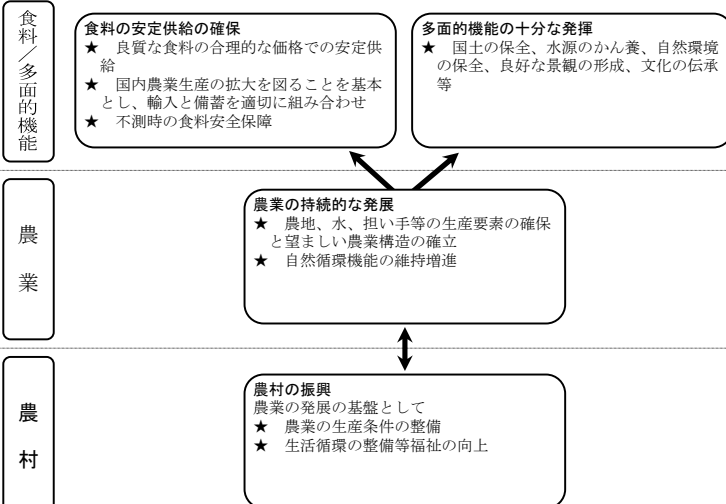 食料／多面的機能
食料の安定供給の確保
★　良質な食料の合理的な価格での安定供
給
★　国内農業生産の拡大を図ることを基本
とし、輸入と備蓄を適切に組み合わせ
★　不測時の食料安全保障
多面的機能の十分な発揮
★　国土の保全、水源のかん養、自然環境
の保全、良好な景観の形成、文化の伝承
等
農業
農業の持続的な発展
★　農地、水、担い手等の生産要素の確保
と望ましい農業構造の確立
★　自然循環機能の維持増進
農村
農村の振興
農業の発展の基盤として
★　農業の生産条件の整備
★　生活循環の整備等福祉の向上